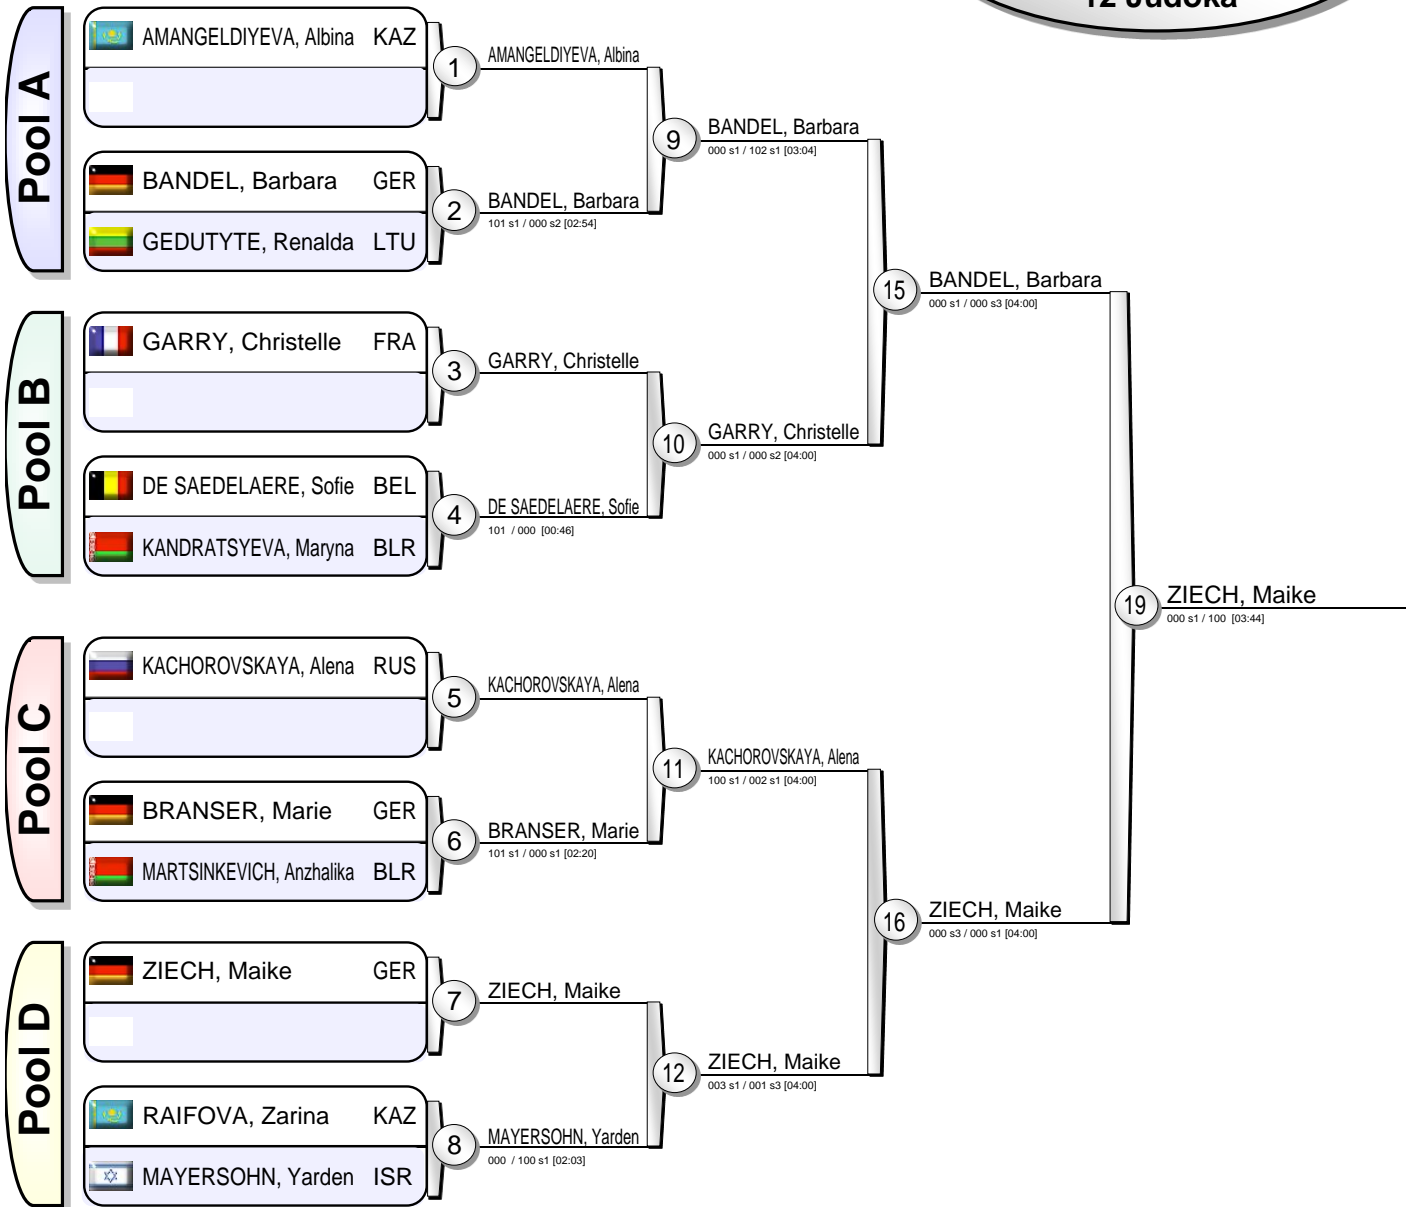 12 Judoka
Pool A
AMANGELDIYEVA, Albina KAZ
1
AMANGELDIYEVA, Albina
BANDEL, Barbara GER
GEDUTYTE, Renalda LTU
2
BANDEL, Barbara
101 s1 / 000 s2 [02:54]
9
BANDEL, Barbara
000 s1 / 102 s1 [03:04]
Pool B
GARRY, Christelle FRA
3
GARRY, Christelle
DE SAEDELAERE, Sofie BEL
KANDRATSYEVA, Maryna BLR
4
DE SAEDELAERE, Sofie
101 / 000 [00:46]
10
GARRY, Christelle
000 s1 / 000 s2 [04:00]
15
BANDEL, Barbara
000 s1 / 000 s3 [04:00]
Pool C
KACHOROVSKAYA, Alena RUS
5
KACHOROVSKAYA, Alena
BRANSER, Marie GER
MARTSINKEVICH, Anzhalika BLR
6
BRANSER, Marie
101 s1 / 000 s1 [02:20]
11
KACHOROVSKAYA, Alena
100 s1 / 002 s1 [04:00]
Pool D
ZIECH, Maike GER
7
ZIECH, Maike
RAIFOVA, Zarina KAZ
MAYERSOHN, Yarden ISR
8
MAYERSOHN, Yarden
000 / 100 s1 [02:03]
12
ZIECH, Maike
003 s1 / 001 s3 [04:00]
16
ZIECH, Maike
000 s3 / 000 s1 [04:00]
19
ZIECH, Maike
000 s1 / 100 [03:44]